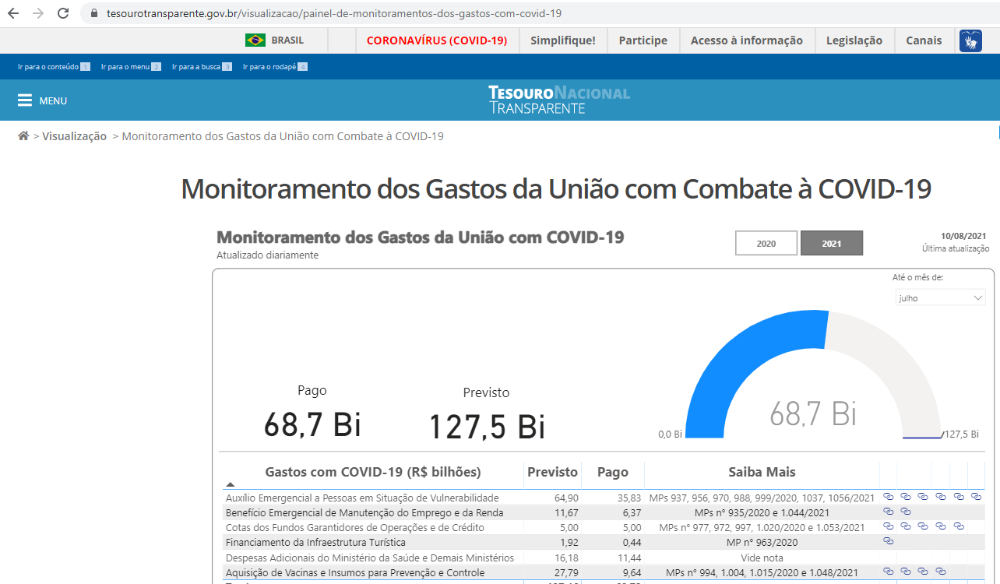 tesourotransparente.gov.br/visualizacao/painel-de-monitoramentos-dos-gastos-com-covid-19
BRASIL CORONAVÍRUS (COVID-19) Simplifique! Participe Acesso à informação Legislação Canais
Ir para o conteúdo 1 Ir para o menu 2 Ir para a busca 3 Ir para o rodapé 4
MENU
TESOURONACIONAL
TRANSPARENTE
> Visualização > Monitoramento dos Gastos da União com Combate à COVID-19
Monitoramento dos Gastos da União com Combate à COVID-19
Monitoramento dos Gastos da União com COVID-19
Atualizado diariamente
2020 2021
10/08/2021
Última atualização
Até o mês de:
julho
Pago Previsto
68,7 Bi 127,5 Bi
68,7 Bi
0,0 Bi 127,5 Bi
Gastos com COVID-19 (R$ bilhões) Previsto Pago Saiba Mais
Auxílio Emergencial a Pessoas em Situação de Vulnerabilidade 64,90 35,83 MPs 937, 956, 970, 988, 999/2020, 1037, 1056/2021
Benefício Emergencial de Manutenção do Emprego e da Renda 11,67 6,37 MPs n° 935/2020 e 1.044/2021
Cotas dos Fundos Garantidores de Operações e de Crédito 5,00 5,00 MPs n° 977, 972, 997, 1.020/2020 e 1.053/2021
Financiamento da Infraestrutura Turística 1,92 0,44 MP n° 963/2020
Despesas Adicionais do Ministério da Saúde e Demais Ministérios 16,18 11,44 Vide nota
Aquisição de Vacinas e Insumos para Prevenção e Controle 27,79 9,64 MPs n° 994, 1.004, 1.015/2020 e 1.048/2021